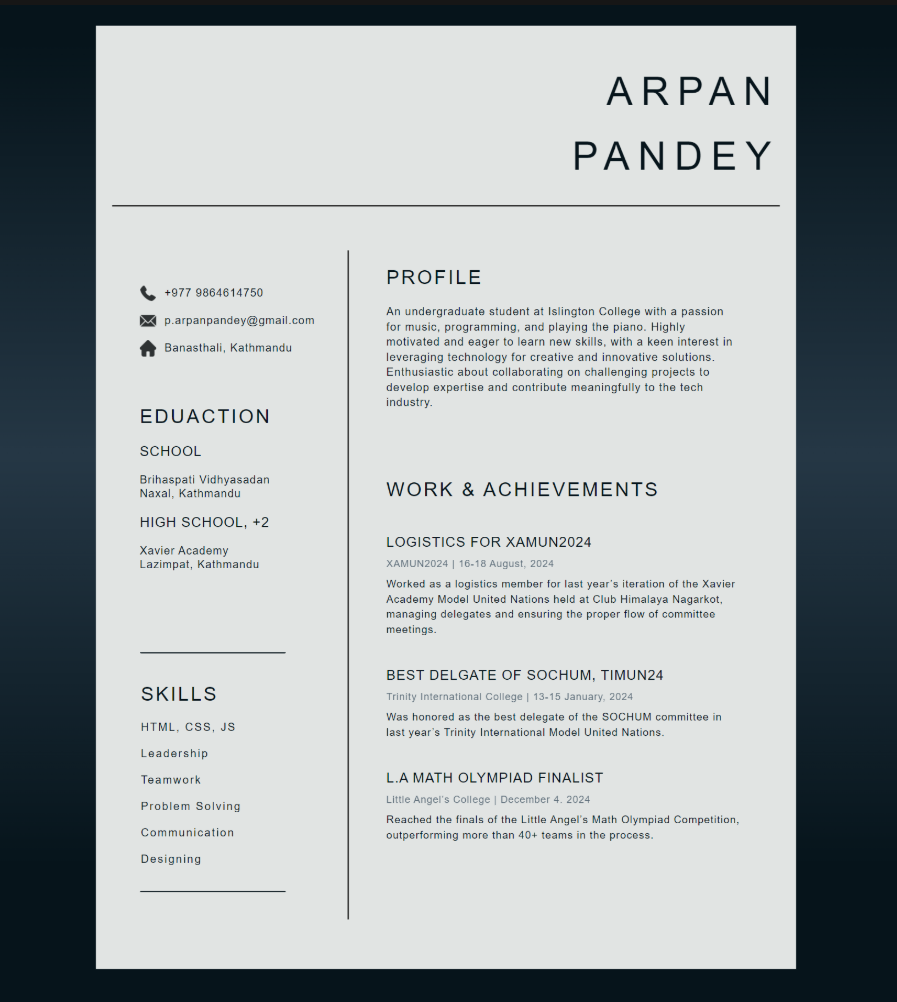 ARPAN
PANDEY
+977 9864614750
p.arpanpandey@gmail.com
Banasthali, Kathmandu
EDUACTION
SCHOOL
Brihaspati Vidhyasadan
Naxal, Kathmandu
HIGH SCHOOL, +2
Xavier Academy
Lazimpat, Kathmandu
SKILLS
HTML, CSS, JS
Leadership
Teamwork
Problem Solving
Communication
Designing
PROFILE
An undergraduate student at Islington College with a passion
for music, programming, and playing the piano. Highly
motivated and eager to learn new skills, with a keen interest in
leveraging technology for creative and innovative solutions.
Enthusiastic about collaborating on challenging projects to
develop expertise and contribute meaningfully to the tech
industry.
WORK & ACHIEVEMENTS
LOGISTICS FOR XAMUN2024
XAMUN2024 | 16-18 August, 2024
Worked as a logistics member for last year's iteration of the Xavier
Academy Model United Nations held at Club Himalaya Nagarkot,
managing delegates and ensuring the proper flow of committee
meetings.
BEST DELGATE OF SOCHUM, TIMUN24
Trinity International College | 13-15 January, 2024
Was honored as the best delegate of the SOCHUM committee in
last year's Trinity International Model United Nations.
L.A MATH OLYMPIAD FINALIST
Little Angel's College | December 4. 2024
Reached the finals of the Little Angel's Math Olympiad Competition,
outperforming more than 40+ teams in the process.